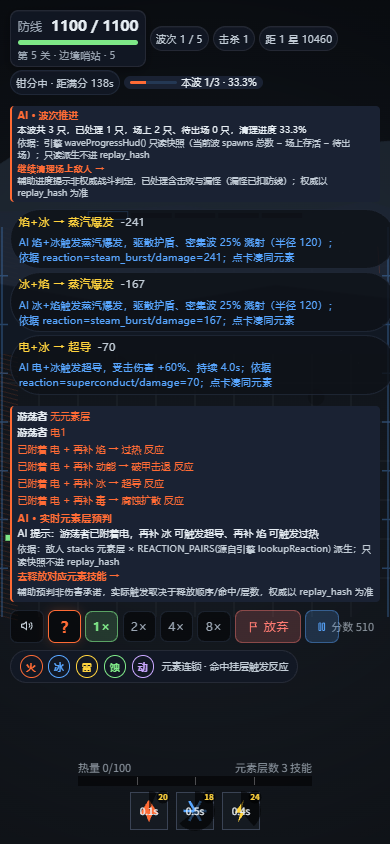 防线 1100 / 1100
第 5 关 · 边境哨站 · 5
波次 1 / 5
击杀 1
距 1 星 10460
钳分中 · 距满分 138s
本波 1/3 · 33.3%
AI · 波次推进
本波共 3 只，已处理 1 只，场上 2 只、待出场 0 只，清剿进度 33.3%
依据：引擎 waveProgressHud() 只读快照（当前波 spawns 总数 − 场上存活 − 待出
场）；只读派生不进 replay_hash
继续清剿场上敌人 →
辅助进度提示非权威战斗判定，已处理含击败与漏怪（漏怪已扣防线）；权威以
replay_hash 为准
焰+冰 → 蒸汽爆发 -241
AI 焰+冰触发蒸汽爆发，驱散护盾、密集波 25% 溅射（半径 120）；
依据 reaction=steam_burst/damage=241；点卡凑同元素
冰+焰 → 蒸汽爆发 -167
AI 冰+焰触发蒸汽爆发，驱散护盾、密集波 25% 溅射（半径 120）；
依据 reaction=steam_burst/damage=167；点卡凑同元素
电+冰 → 超导 -70
AI 电+冰触发超导，受击伤害 +60%、持续 4.0s；依据
reaction=superconduct/damage=70；点卡凑同元素
游荡者 无元素层
游荡者 电1
已附着 电 + 再补 焰 → 过热 反应
已附着 电 + 再补 动能 → 破甲击退 反应
已附着 电 + 再补 冰 → 超导 反应
已附着 电 + 再补 毒 → 腐蚀扩散 反应
AI · 实时元素层预判
AI 提示：游荡者已附着电，再补 冰 可触发超导、再补 焰 可触发过热
依据：敌人 stacks 元素层 × REACTION_PAIRS(源自引擎 lookupReaction) 派生；只
读快照不进 replay_hash
去释放对应元素技能 →
辅助预判非伤害承诺，实际触发取决于释放顺序/命中/层数，权威以 replay_hash 为准
? 1× 2× 4× 8× 放弃 分数 510
火 冰 雷 蚀 动 元素连锁 · 命中挂层触发反应
热量 0/100 元素层数 3 技能
20 18 24
0.1s 0.5s 0.4s